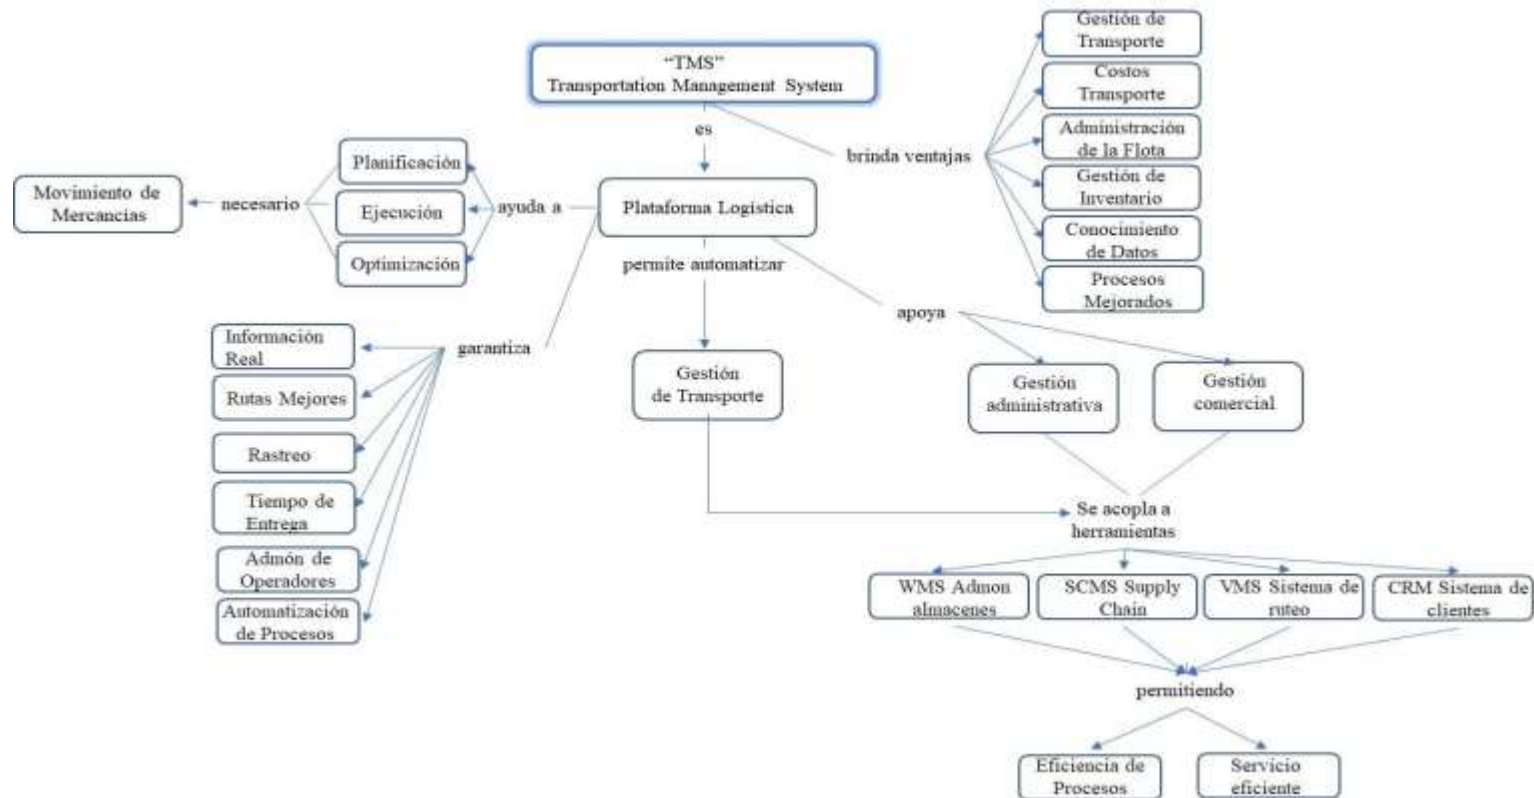 “TMS”
Transportation Management System
es
brinda ventajas
Gestión de
Transporte
Costos
Transporte
Administración
de la Flota
Gestión de
Inventario
Conocimiento
de Datos
Procesos
Mejorados
Plataforma Logística
ayuda a
Planificación
Ejecución
Optimización
necesario
Movimiento de
Mercancias
garantiza
Información
Real
Rutas Mejores
Rastreo
Tiempo de
Entrega
Admón de
Operadores
Automatización
de Procesos
permite automatizar
Gestión
de Transporte
apoya
Gestión
administrativa
Gestión
comercial
Se acopla a
herramientas
WMS Admon
almacenes
SCMS Supply
Chain
VMS Sistema de
ruteo
CRM Sistema de
clientes
permitiendo
Eficiencia de
Procesos
Servicio
eficiente